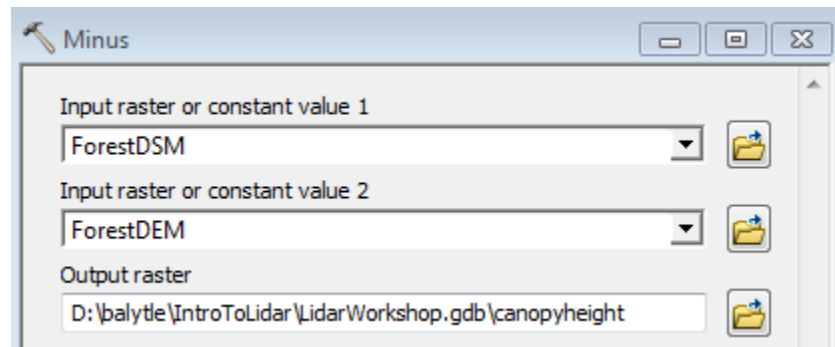 Minus
Input raster or constant value 1
ForestDSM
Input raster or constant value 2
ForestDEM
Output raster
D:\balytle\IntroToLidar\LidarWorkshop.gdb\canopyheight